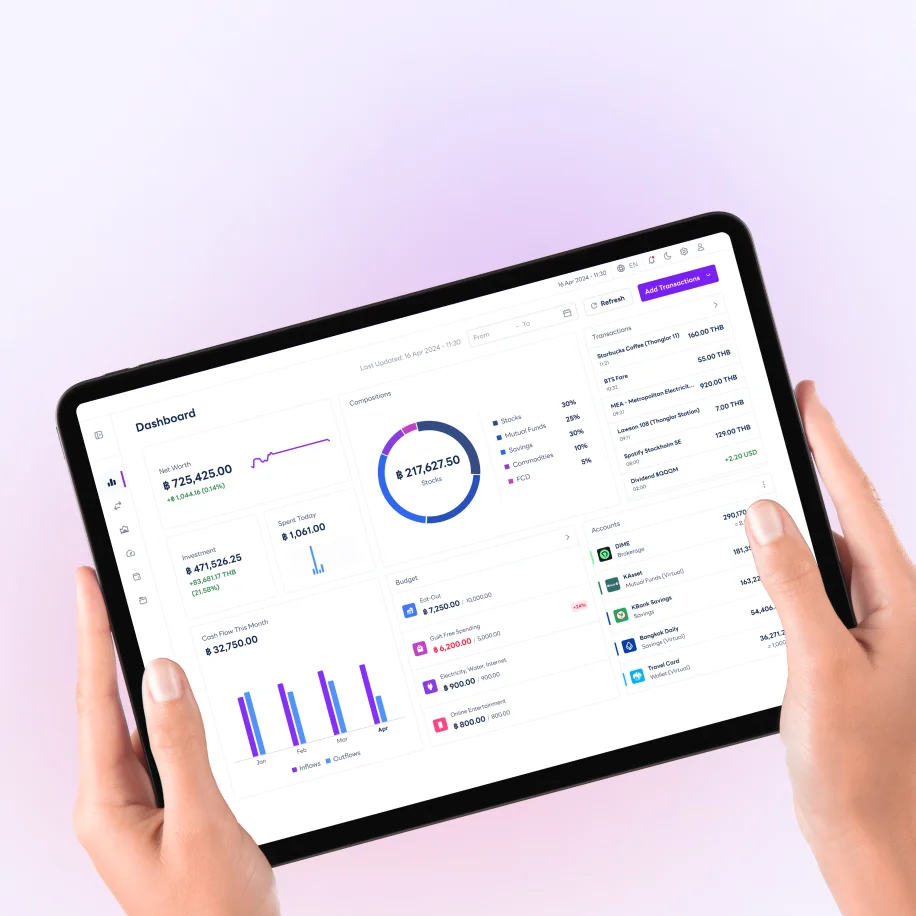 16 Apr 2024 - 11:30
EN
Dashboard
Last Updated: 16 Apr 2024 - 11:30
From - To
Refresh
Add Transactions
Net Worth
฿ 725,425.00
+฿ 1,044.16 (0.14%)
Investment
฿ 471,526.25
+83,681.17 THB
(21.58%)
Spent Today
฿ 1,061.00
Cash Flow This Month
฿ 32,750.00
Jan
Feb
Mar
Apr
Inflows
Outflows
Compositions
฿ 217,627.50
Stocks
Stocks 30%
Mutual Funds 25%
Savings 30%
Commodities 10%
FCD 5%
Budget
Eat-Out
฿ 7,250.00 / 10,000.00
Guilt Free Spending
฿ 6,200.00 / 5,000.00
+24%
Electricity, Water, Internet
฿ 900.00 / 900.00
Online Entertainment
฿ 800.00 / 800.00
Transactions
Starbucks Coffee (Thonglor 11) 160.00 THB
11:21
BTS Fare 55.00 THB
10:32
MEA - Metropolitan Electricit... 920.00 THB
09:31
Lawson 108 (Thonglor Station) 7.00 THB
09:11
Spotify Stockholm SE 129.00 THB
08:00
Dividend $QQQM +2.20 USD
02:00
Accounts
DIME 290,170
Brokerage
KAsset 181,35
Mutual Funds (Virtual)
KBank Savings 163,22
Savings
Bangkok Daily 54,406.
Savings (Virtual)
Travel Card 36,271.2
Wallet (Virtual) = 1,000